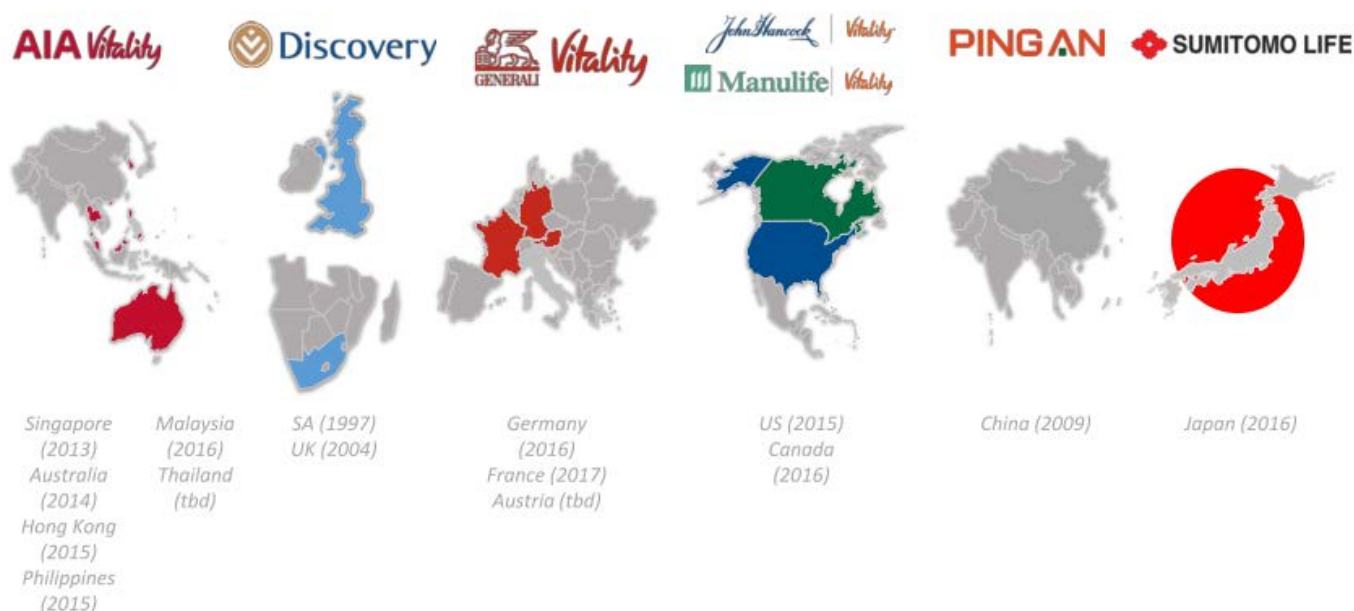 AIA Vitality
Discovery
GENERALI Vitality
John Hancock Vitality
Manulife Vitality
PING AN
SUMITOMO LIFE
Singapore
(2013)
Australia
(2014)
Hong Kong
(2015)
Philippines
(2015)
Malaysia
(2016)
Thailand
(tbd)
SA (1997)
UK (2004)
Germany
(2016)
France (2017)
Austria (tbd)
US (2015)
Canada
(2016)
China (2009)
Japan (2016)